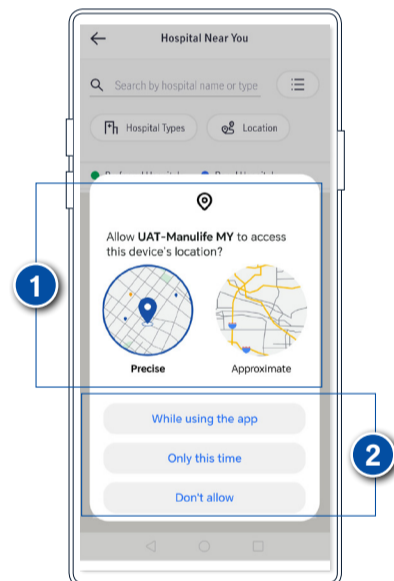 Hospital Near You
Search by hospital name or type
Hospital Types
Location
Allow UAT-Manulife MY to access
this device's location?
1
Precise
Approximate
While using the app
Only this time
2
Don't allow